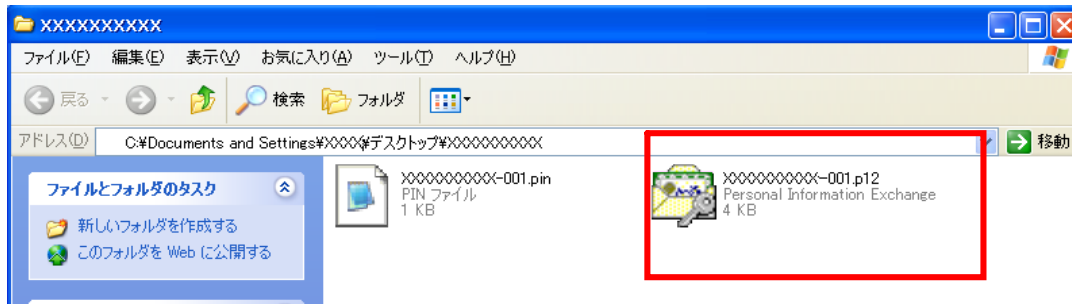 XXXXXXXXXX
ファイル(F) 編集(E) 表示(V) お気に入り(A) ツール(T) ヘルプ(H)
戻る 検索 フォルダ
アドレス(D) C:¥Documents and Settings¥XXXX¥デスクトップ¥XXXXXXXXXX 移動
ファイルとフォルダのタスク
新しいフォルダを作成する
このフォルダを Web に公開する
XXXXXXXXXX-001.pin
PIN ファイル
1 KB
XXXXXXXXXX-001.p12
Personal Information Exchange
4 KB